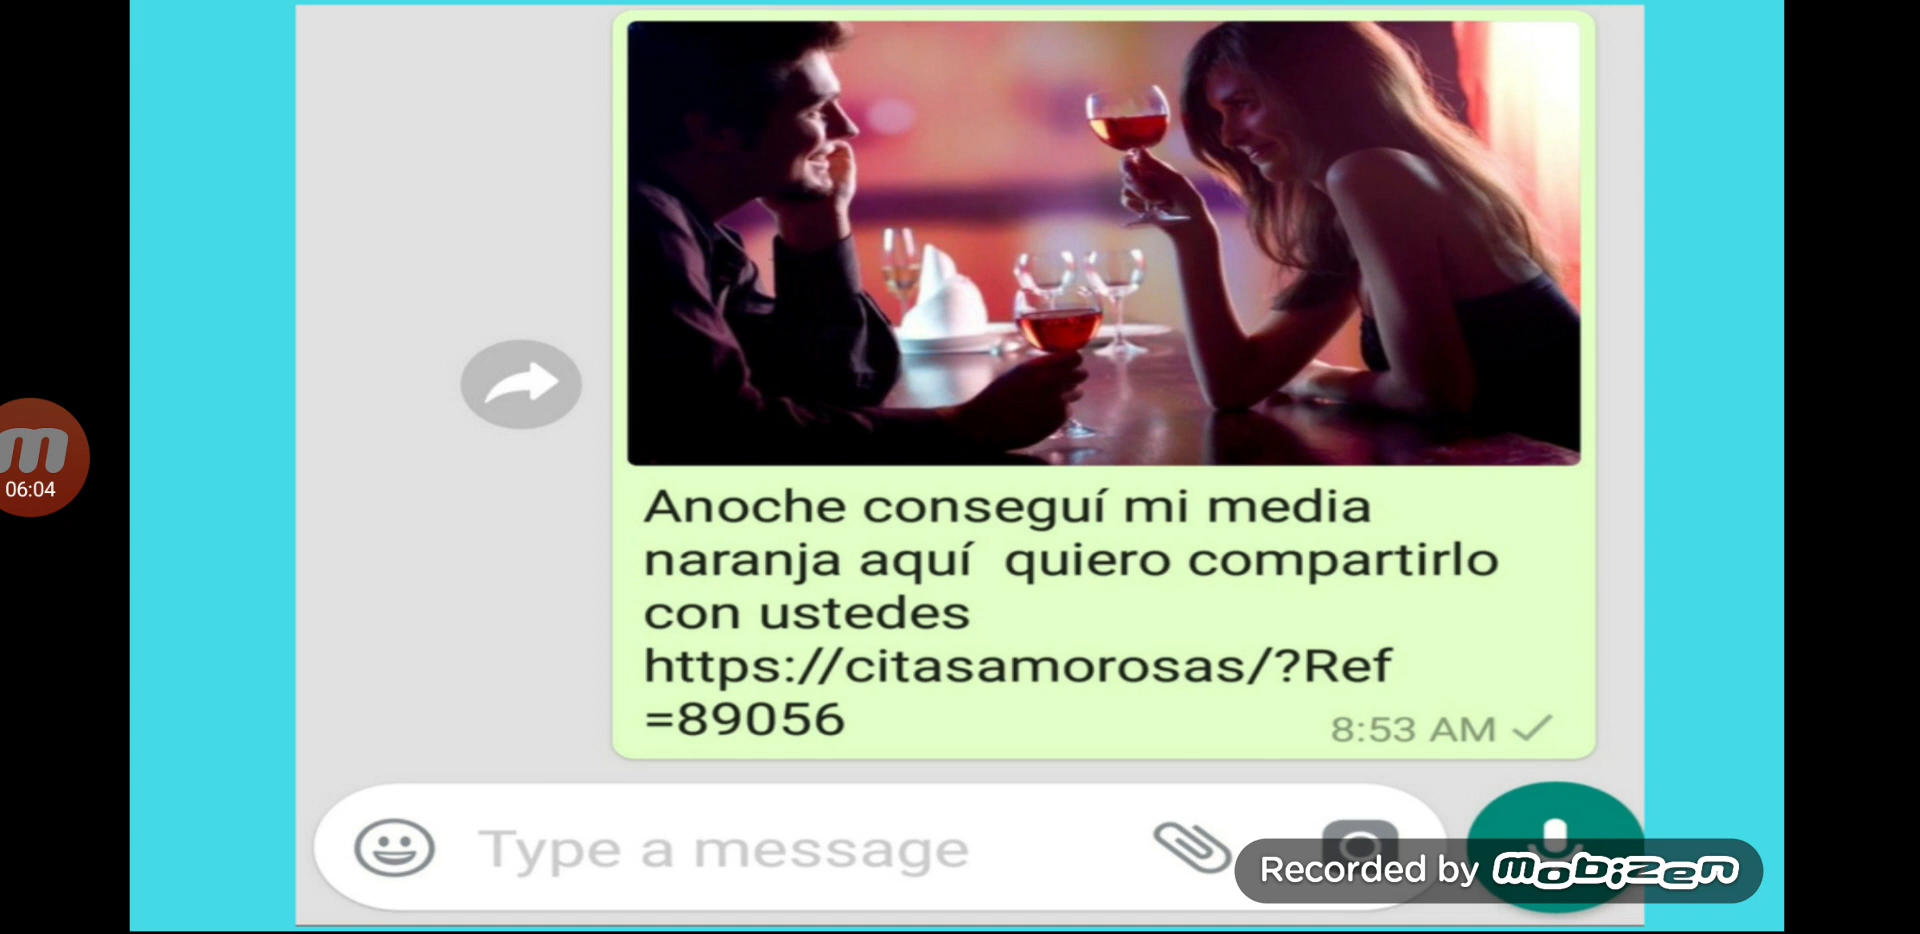 Anoche conseguí mi media
naranja aquí  quiero compartirlo
con ustedes
https://citasamorosas/?Ref
=89056
8:53 AM
06:04
Type a message
Recorded by mobizen